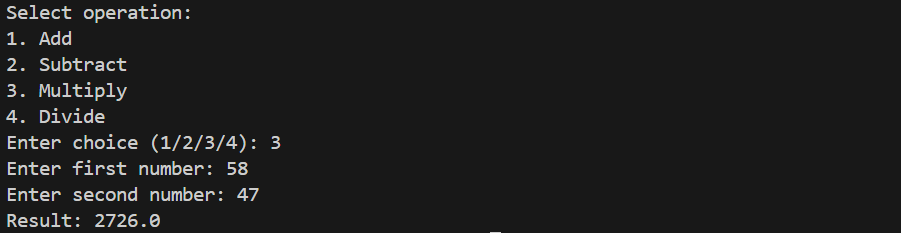 Select operation:
1. Add
2. Subtract
3. Multiply
4. Divide
Enter choice (1/2/3/4): 3
Enter first number: 58
Enter second number: 47
Result: 2726.0